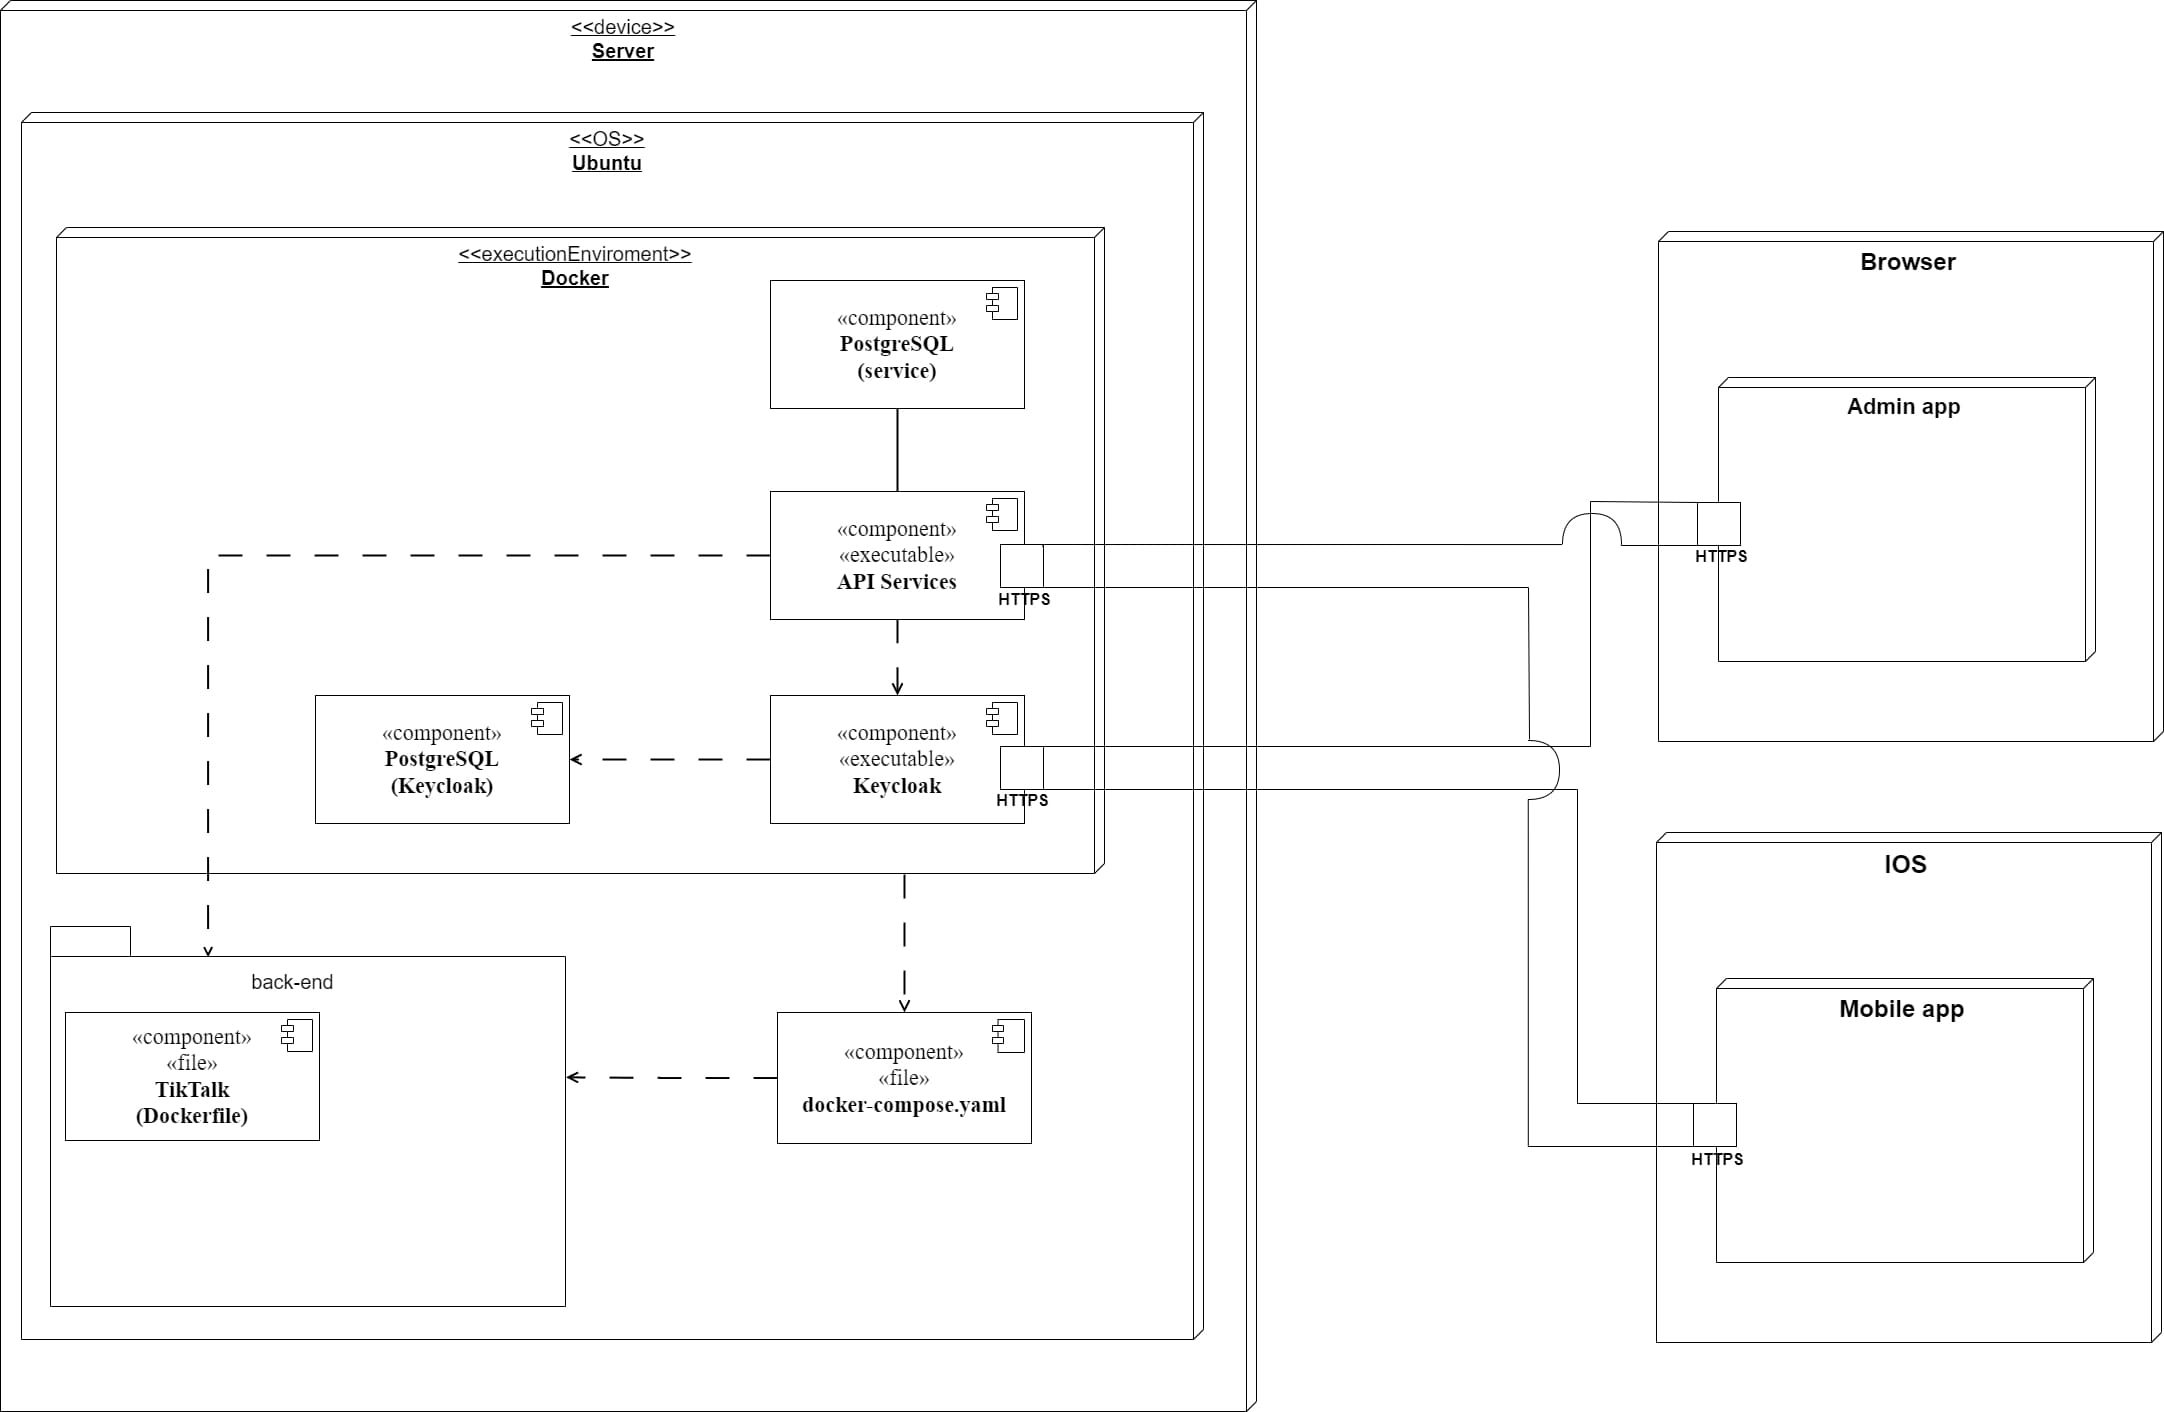 <<device>>
Server
<<OS>>
Ubuntu
<<executionEnviroment>>
Docker
«component»
PostgreSQL
(service)
«component»
«executable»
API Services
HTTPS
«component»
PostgreSQL
(Keycloak)
«component»
«executable»
Keycloak
HTTPS
back-end
«component»
«file»
TikTalk
(Dockerfile)
«component»
«file»
docker-compose.yaml
Browser
Admin app
HTTPS
IOS
Mobile app
HTTPS